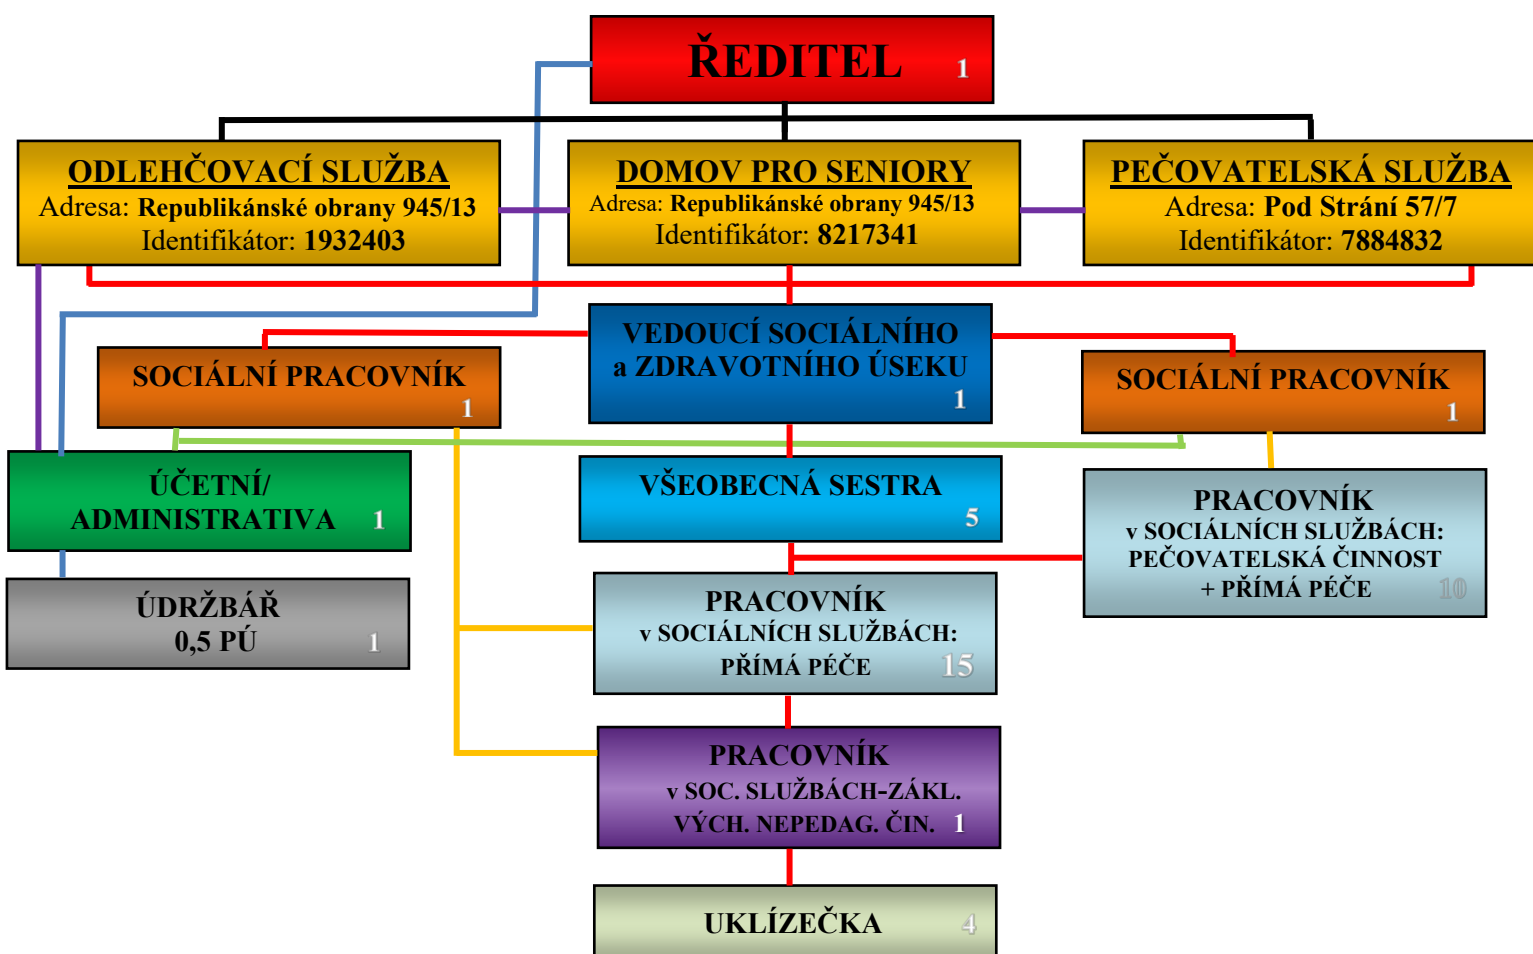 ŘEDITEL 1
ODLEHČOVACÍ SLUŽBA
Adresa: Republikánské obrany 945/13
Identifikátor: 1932403
DOMOV PRO SENIORY
Adresa: Republikánské obrany 945/13
Identifikátor: 8217341
PEČOVATELSKÁ SLUŽBA
Adresa: Pod Strání 57/7
Identifikátor: 7884832
VEDOUCÍ SOCIÁLNÍHO
a ZDRAVOTNÍHO ÚSEKU
1
SOCIÁLNÍ PRACOVNÍK
1
SOCIÁLNÍ PRACOVNÍK
1
ÚČETNÍ/
ADMINISTRATIVA 1
VŠEOBECNÁ SESTRA
5
PRACOVNÍK
v SOCIÁLNÍCH SLUŽBÁCH:
PEČOVATELSKÁ ČINNOST
+ PŘÍMÁ PÉČE 10
ÚDRŽBÁŘ
0,5 PÚ 1
PRACOVNÍK
v SOCIÁLNÍCH SLUŽBÁCH:
PŘÍMÁ PÉČE 15
PRACOVNÍK
v SOC. SLUŽBÁCH-ZÁKL.
VÝCH. NEPEDAG. ČIN. 1
UKLÍZEČKA 4